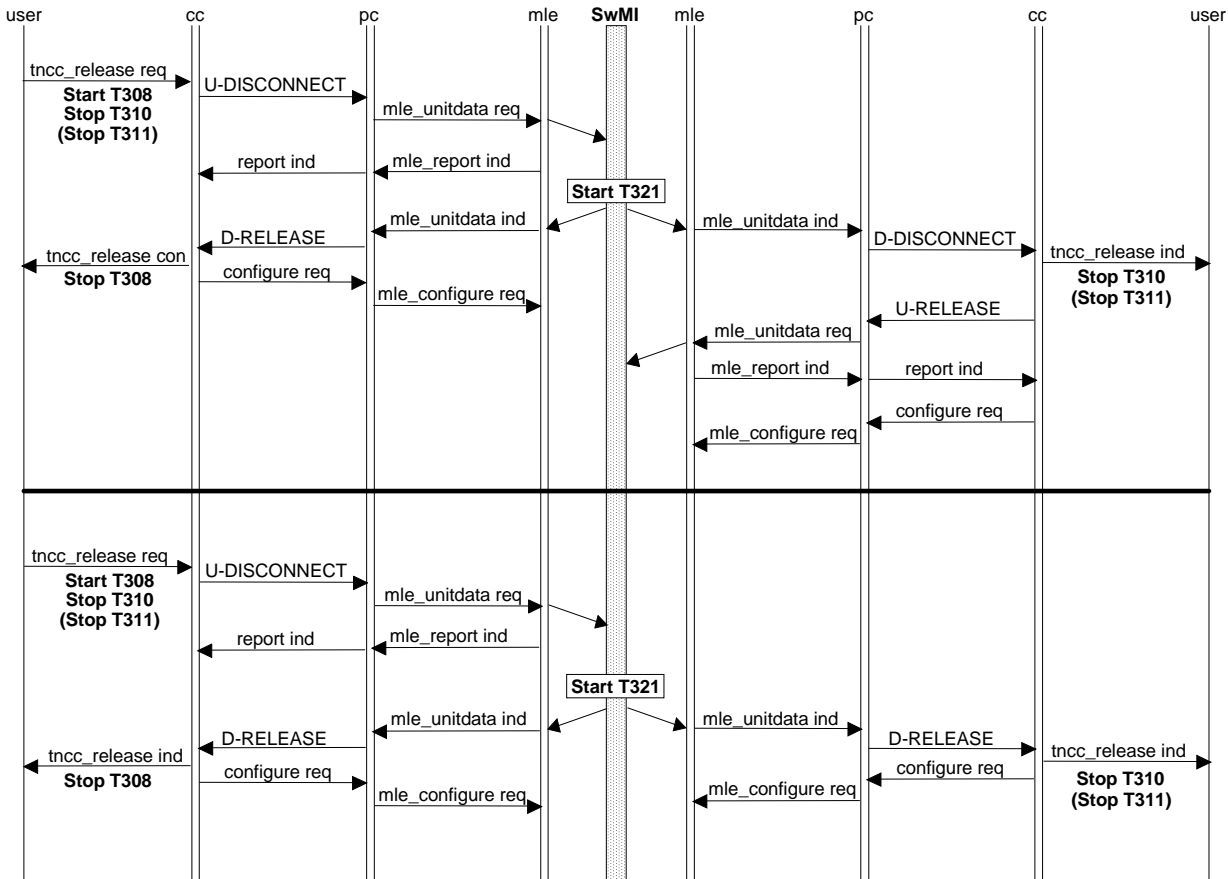 user cc pc mle SwMI mle pc cc user
tncc_release req
U-DISCONNECT
Start T308
Stop T310
(Stop T311)
mle_unitdata req
report ind
mle_report ind
Start T321
mle_unitdata ind
mle_unitdata ind
D-RELEASE
D-DISCONNECT
tncc_release con
tncc_release ind
Stop T308
configure req
Stop T310
(Stop T311)
mle_configure req
U-RELEASE
mle_unitdata req
mle_report ind
report ind
configure req
mle_configure req
tncc_release req
U-DISCONNECT
Start T308
Stop T310
(Stop T311)
mle_unitdata req
report ind
mle_report ind
Start T321
mle_unitdata ind
mle_unitdata ind
D-RELEASE
D-RELEASE
tncc_release ind
tncc_release ind
Stop T308
configure req
configure req
Stop T310
(Stop T311)
mle_configure req
mle_configure req